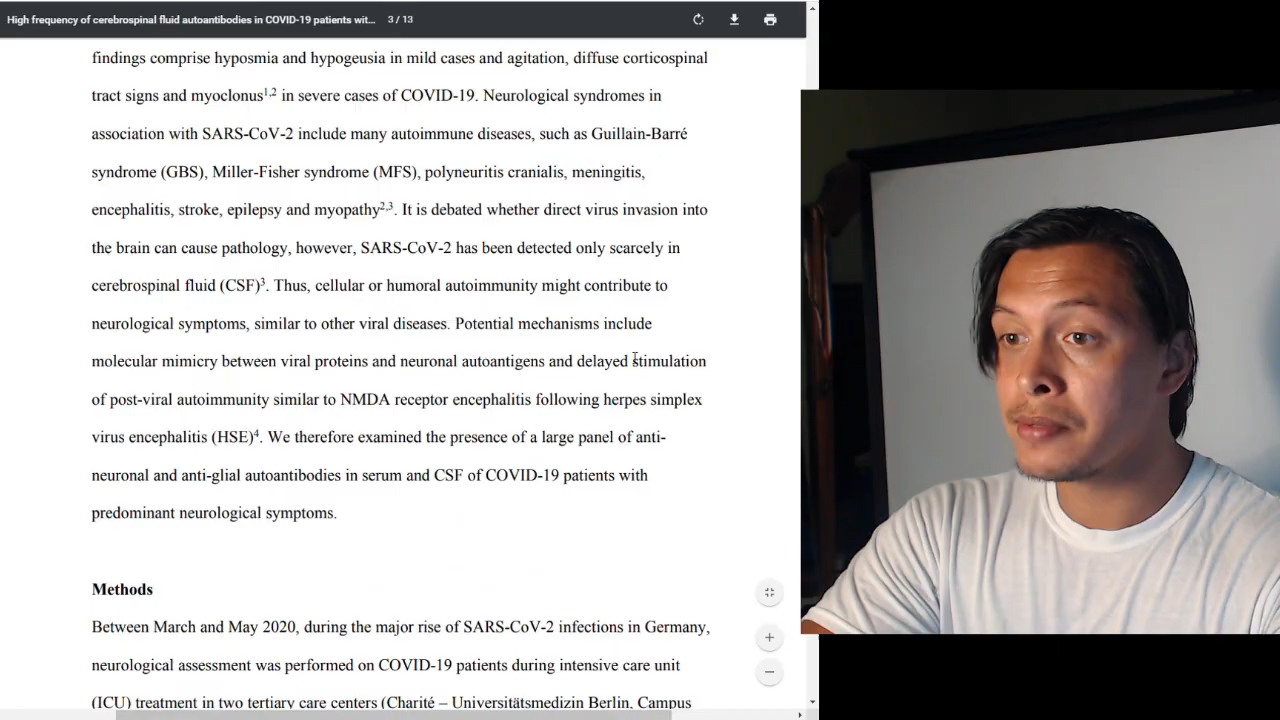 High frequency of cerebrospinal fluid autoantibodies in COVID-19 patients wit... 3 / 13
findings comprise hyposmia and hypogeusia in mild cases and agitation, diffuse corticospinal
tract signs and myoclonus1,2 in severe cases of COVID-19. Neurological syndromes in
association with SARS-CoV-2 include many autoimmune diseases, such as Guillain-Barré
syndrome (GBS), Miller-Fisher syndrome (MFS), polyneuritis cranialis, meningitis,
encephalitis, stroke, epilepsy and myopathy2,3. It is debated whether direct virus invasion into
the brain can cause pathology, however, SARS-CoV-2 has been detected only scarcely in
cerebrospinal fluid (CSF)3. Thus, cellular or humoral autoimmunity might contribute to
neurological symptoms, similar to other viral diseases. Potential mechanisms include
molecular mimicry between viral proteins and neuronal autoantigens and delayed stimulation
of post-viral autoimmunity similar to NMDA receptor encephalitis following herpes simplex
virus encephalitis (HSE)4. We therefore examined the presence of a large panel of anti-
neuronal and anti-glial autoantibodies in serum and CSF of COVID-19 patients with
predominant neurological symptoms.
Methods
Between March and May 2020, during the major rise of SARS-CoV-2 infections in Germany,
neurological assessment was performed on COVID-19 patients during intensive care unit
(ICU) treatment in two tertiary care centers (Charité – Universitätsmedizin Berlin, Campus